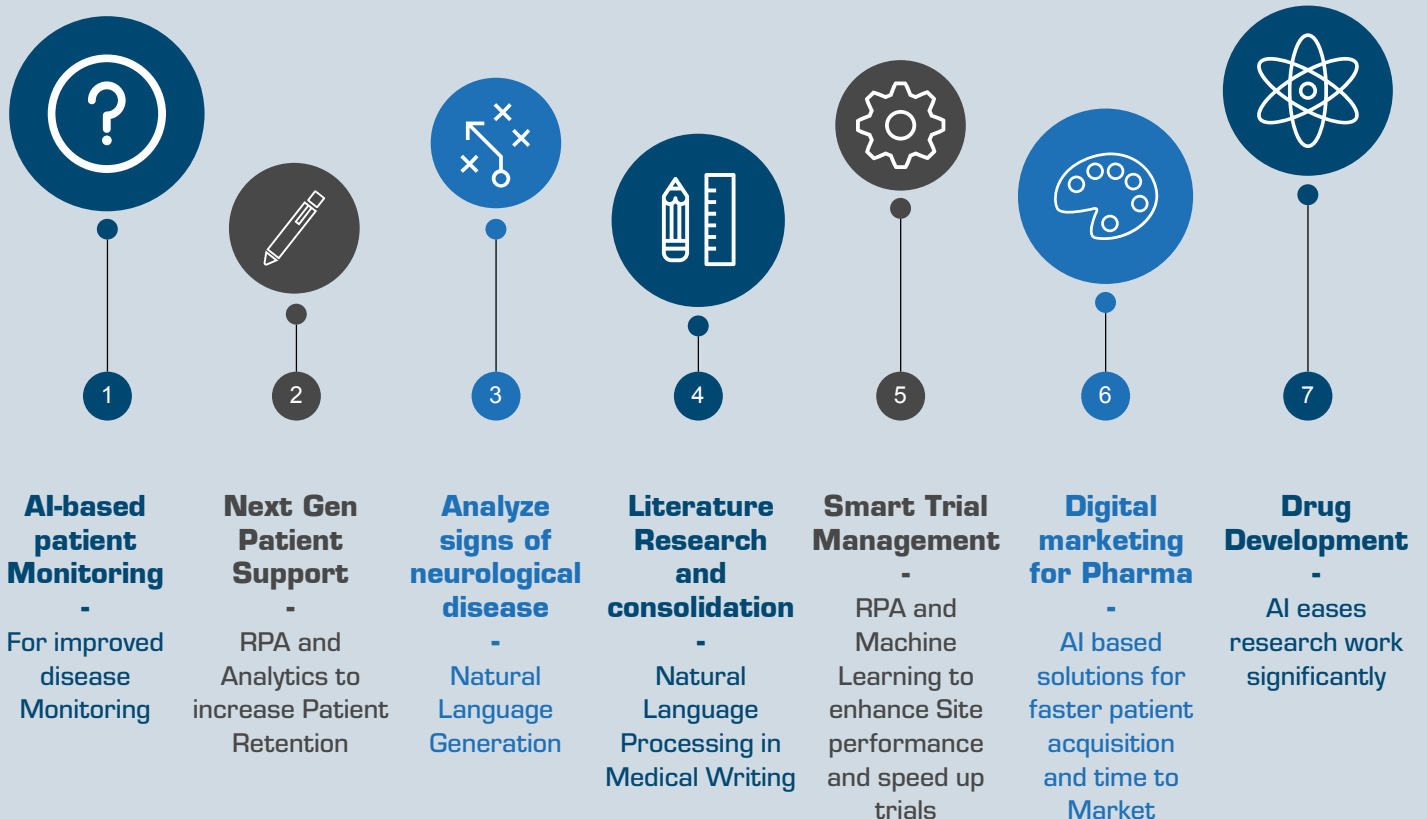 1
2
3
4
5
6
7
AI-based
patient
Monitoring
-
For improved
disease
Monitoring
Next Gen
Patient
Support
-
RPA and
Analytics to
increase Patient
Retention
Analyze
signs of
neurological
disease
-
Natural
Language
Generation
Literature
Research
and
consolidation
-
Natural
Language
Processing in
Medical Writing
Smart Trial
Management
-
RPA and
Machine
Learning to
enhance Site
performance
and speed up
trials
Digital
marketing
for Pharma
-
AI based
solutions for
faster patient
acquisition
and time to
Market
Drug
Development
-
AI eases
research work
significantly